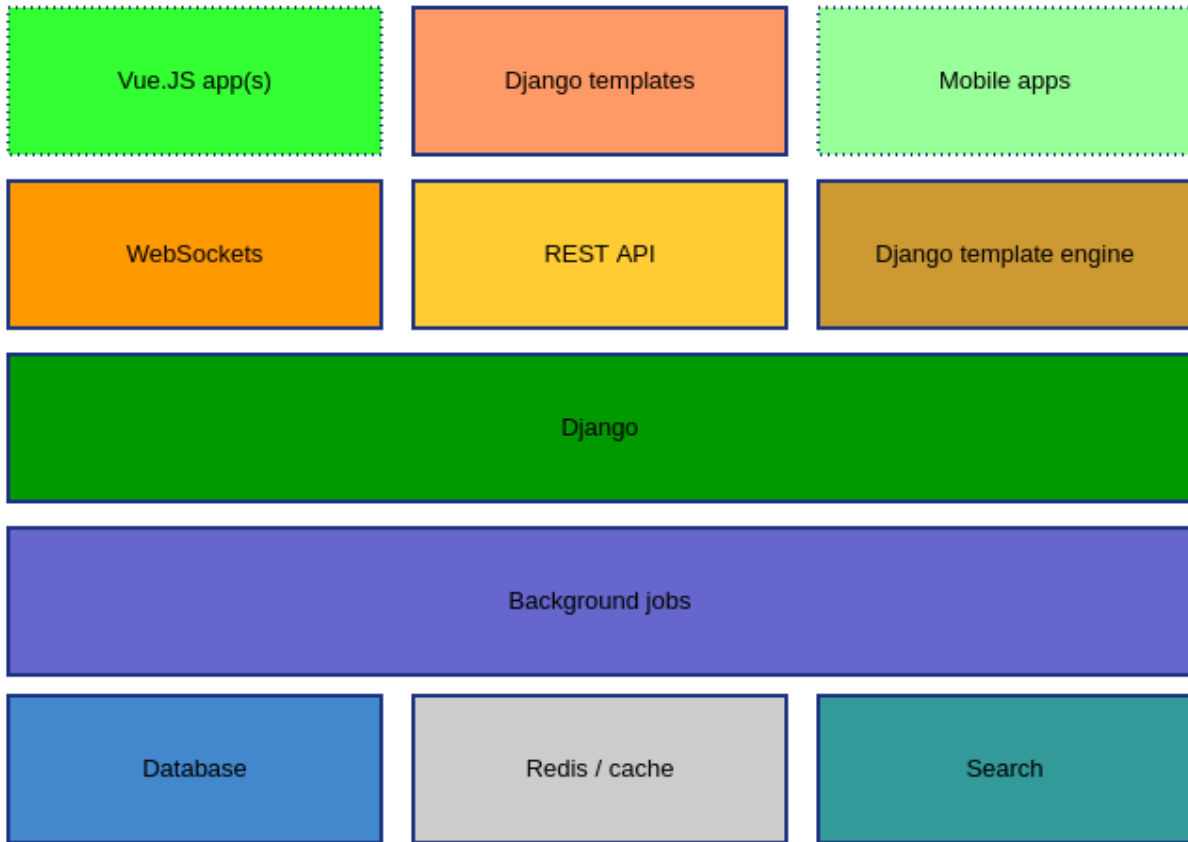 Vue.JS app(s)
Django templates
Mobile apps
WebSockets
REST API
Django template engine
Django
Background jobs
Database
Redis / cache
Search